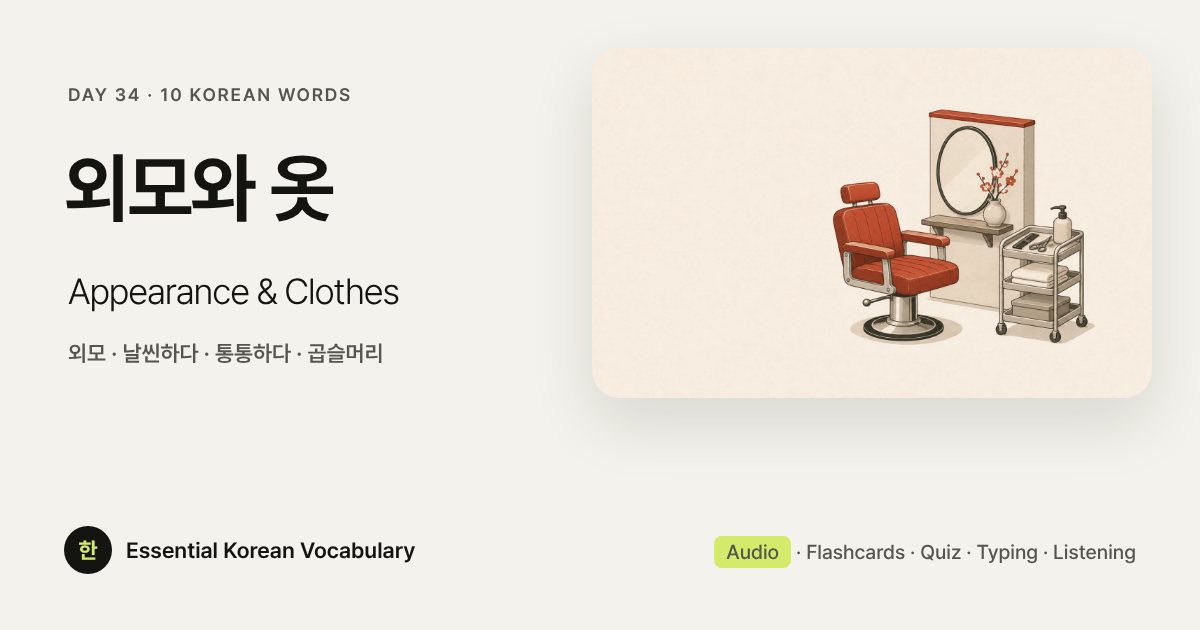 DAY 34 · 10 KOREAN WORDS
외모와 옷
Appearance & Clothes
외모 · 날씬하다 · 통통하다 · 곱슬머리
한 Essential Korean Vocabulary
Audio · Flashcards · Quiz · Typing · Listening